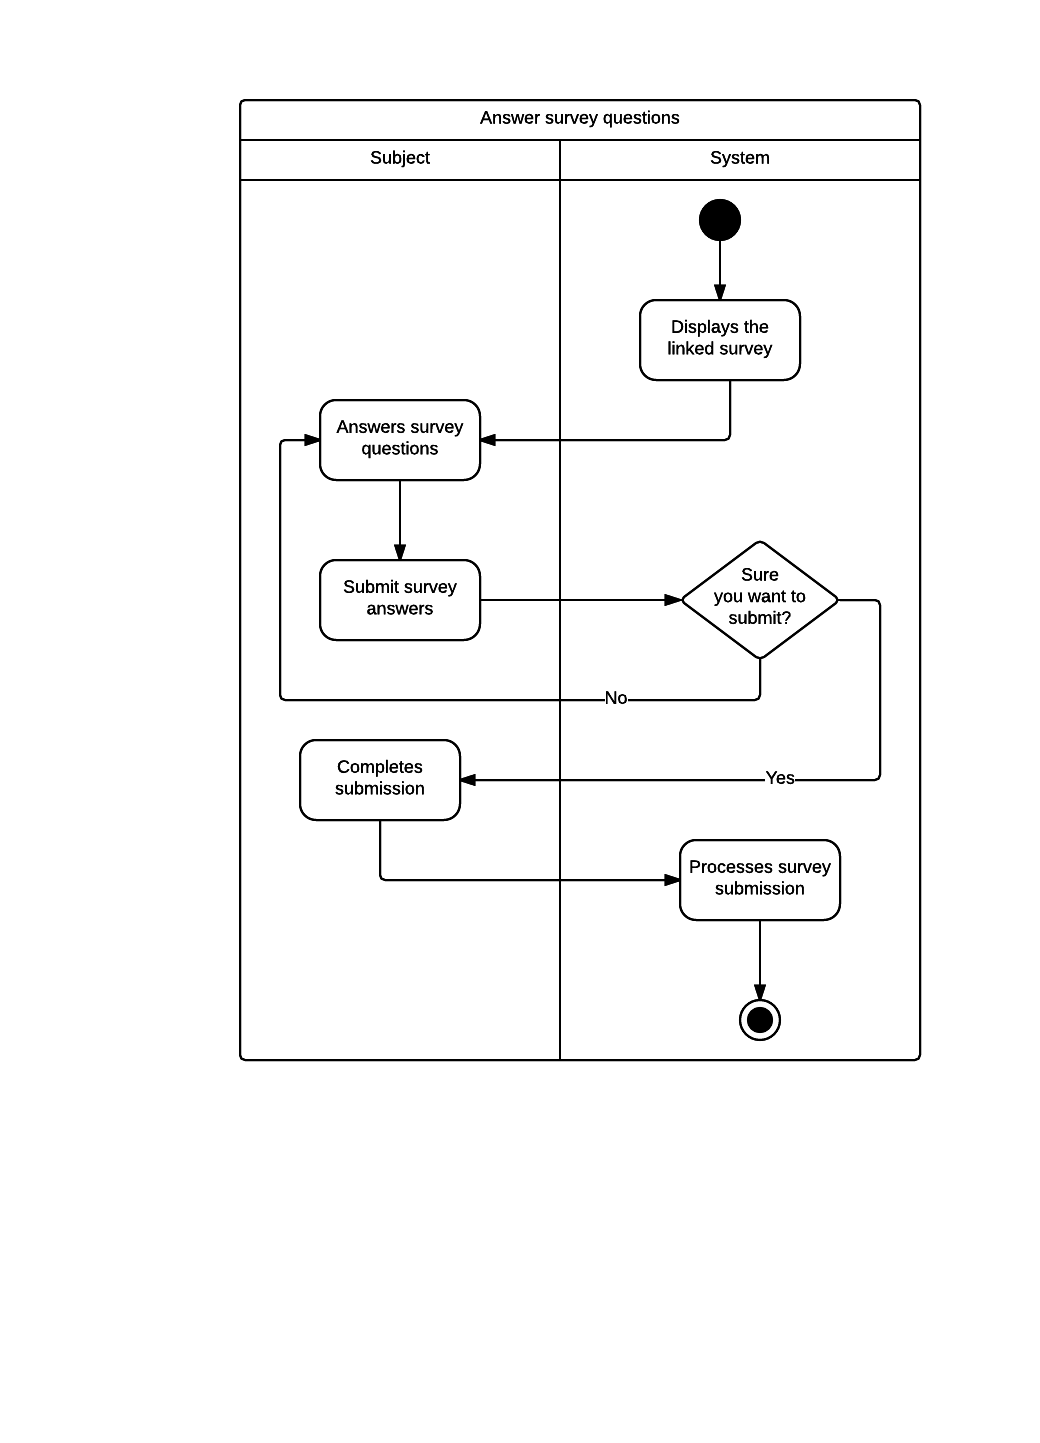 Answer survey questions
Subject
System
Displays the
linked survey
Answers survey
questions
Submit survey
answers
Sure
you want to
submit?
No
Completes
submission
Yes
Processes survey
submission